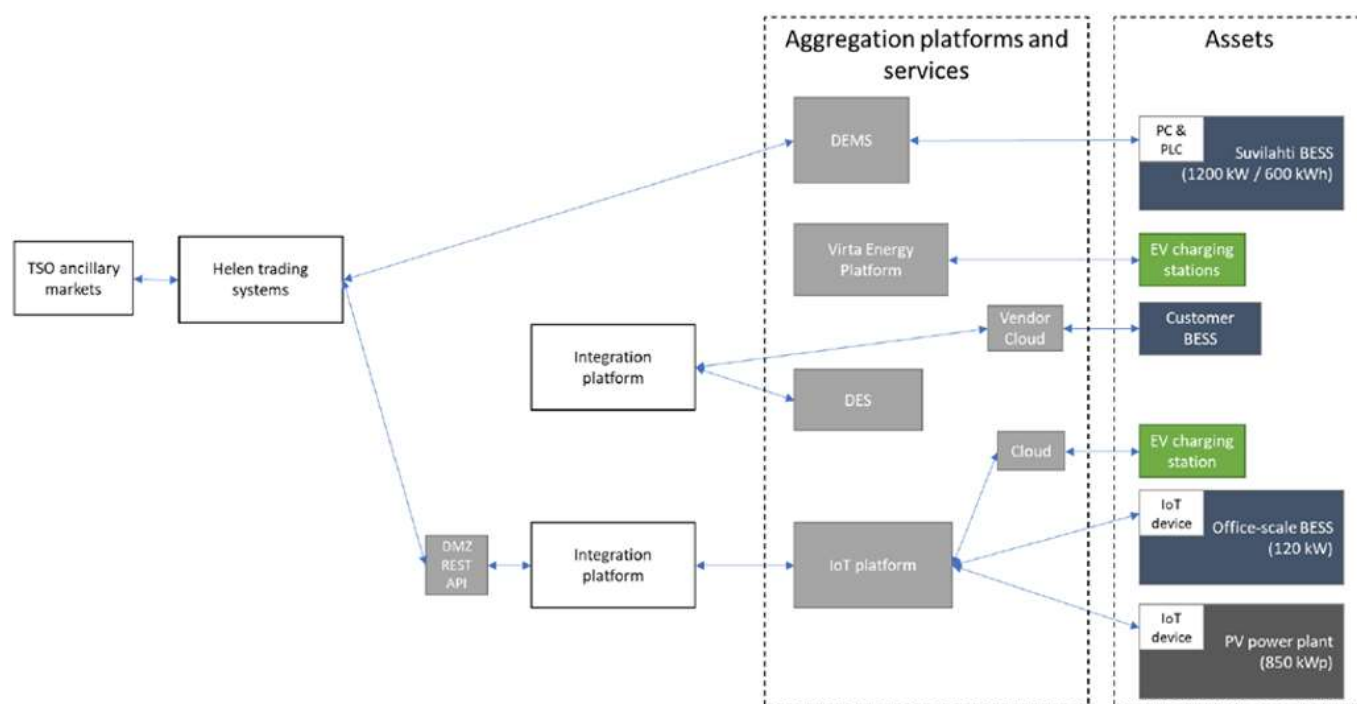 Aggregation platforms and
services
Assets
DEMS
PC &
PLC
Suvilahti BESS
(1200 kW / 600 kWh)
TSO ancillary
markets
Helen trading
systems
Virta Energy
Platform
EV charging
stations
Integration
platform
Vendor
Cloud
Customer
BESS
DES
Cloud
EV charging
station
DMZ
REST
API
Integration
platform
IoT platform
IoT
device
Office-scale BESS
(120 kW)
IoT
device
PV power plant
(850 kWp)